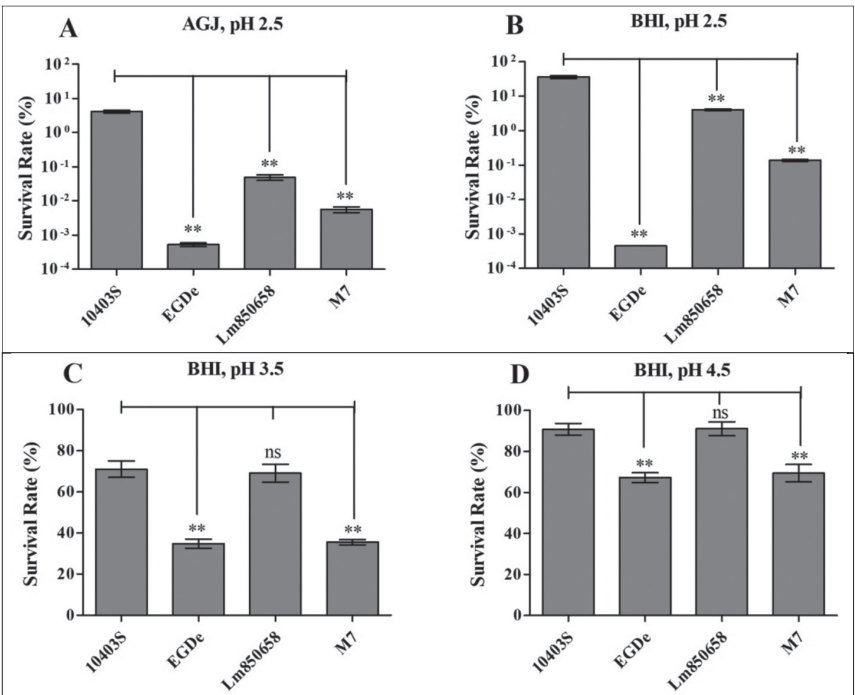 A
AGJ, pH 2.5
Survival Rate (%)
10²
10¹
10⁰
10⁻¹
10⁻²
10⁻³
10⁻⁴
**
**
**
10403S
EGDe
Lm850658
M7
B
BHI, pH 2.5
Survival Rate (%)
10²
10¹
10⁰
10⁻¹
10⁻²
10⁻³
10⁻⁴
**
**
**
10403S
EGDe
Lm850658
M7
C
BHI, pH 3.5
Survival Rate (%)
100
80
60
40
20
0
**
ns
**
10403S
EGDe
Lm850658
M7
D
BHI, pH 4.5
Survival Rate (%)
100
80
60
40
20
0
**
ns
**
10403S
EGDe
Lm850658
M7